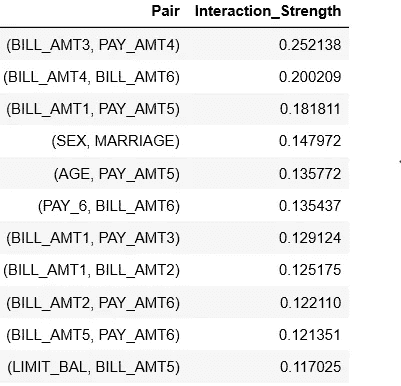 Pair Interaction_Strength
(BILL_AMT3, PAY_AMT4) 0.252138
(BILL_AMT4, BILL_AMT6) 0.200209
(BILL_AMT1, PAY_AMT5) 0.181811
(SEX, MARRIAGE) 0.147972
(AGE, PAY_AMT5) 0.135772
(PAY_6, BILL_AMT6) 0.135437
(BILL_AMT1, PAY_AMT3) 0.129124
(BILL_AMT1, BILL_AMT2) 0.125175
(BILL_AMT2, PAY_AMT6) 0.122110
(BILL_AMT5, PAY_AMT6) 0.121351
(LIMIT_BAL, BILL_AMT5) 0.117025